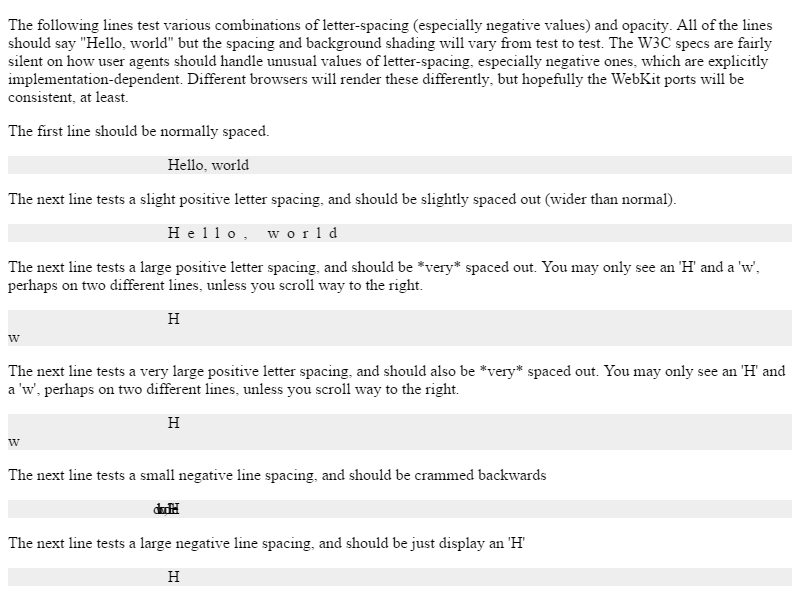 The following lines test various combinations of letter-spacing (especially negative values) and opacity. All of the lines
should say "Hello, world" but the spacing and background shading will vary from test to test. The W3C specs are fairly
silent on how user agents should handle unusual values of letter-spacing, especially negative ones, which are explicitly
implementation-dependent. Different browsers will render these differently, but hopefully the WebKit ports will be
consistent, at least.
The first line should be normally spaced.
Hello, world
The next line tests a slight positive letter spacing, and should be slightly spaced out (wider than normal).
H e l l o , w o r l d
The next line tests a large positive letter spacing, and should be *very* spaced out. You may only see an 'H' and a 'w',
perhaps on two different lines, unless you scroll way to the right.
H
w
The next line tests a very large positive letter spacing, and should also be *very* spaced out. You may only see an 'H' and
a 'w', perhaps on two different lines, unless you scroll way to the right.
H
w
The next line tests a small negative line spacing, and should be crammed backwards
The next line tests a large negative line spacing, and should be just display an 'H'
H